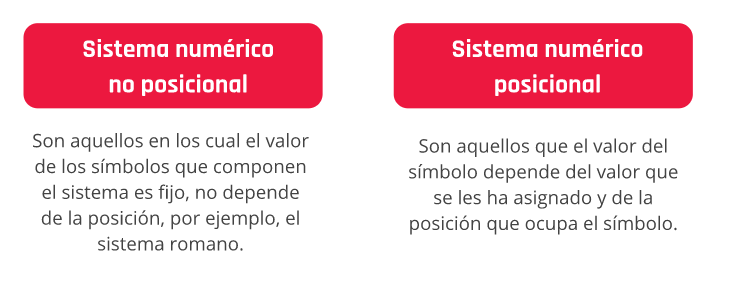 Sistema numérico
no posicional
Son aquellos en los cual el valor
de los símbolos que componen
el sistema es fijo, no depende
de la posición, por ejemplo, el
sistema romano.
Sistema numérico
posicional
Son aquellos que el valor del
símbolo depende del valor que
se les ha asignado y de la
posición que ocupa el símbolo.